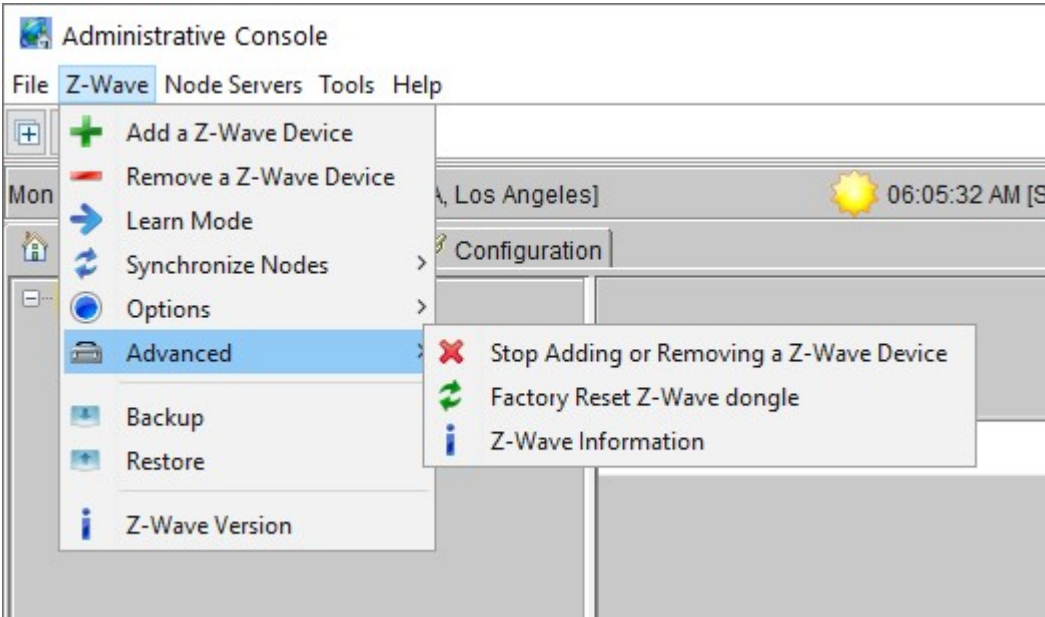 Administrative Console
File Z-Wave Node Servers Tools Help
Add a Z-Wave Device
Remove a Z-Wave Device
Mon
, Los Angeles]
06:05:32 AM [S
Learn Mode
Configuration
Synchronize Nodes
Options
Advanced
Stop Adding or Removing a Z-Wave Device
Factory Reset Z-Wave dongle
Z-Wave Information
Backup
Restore
Z-Wave Version